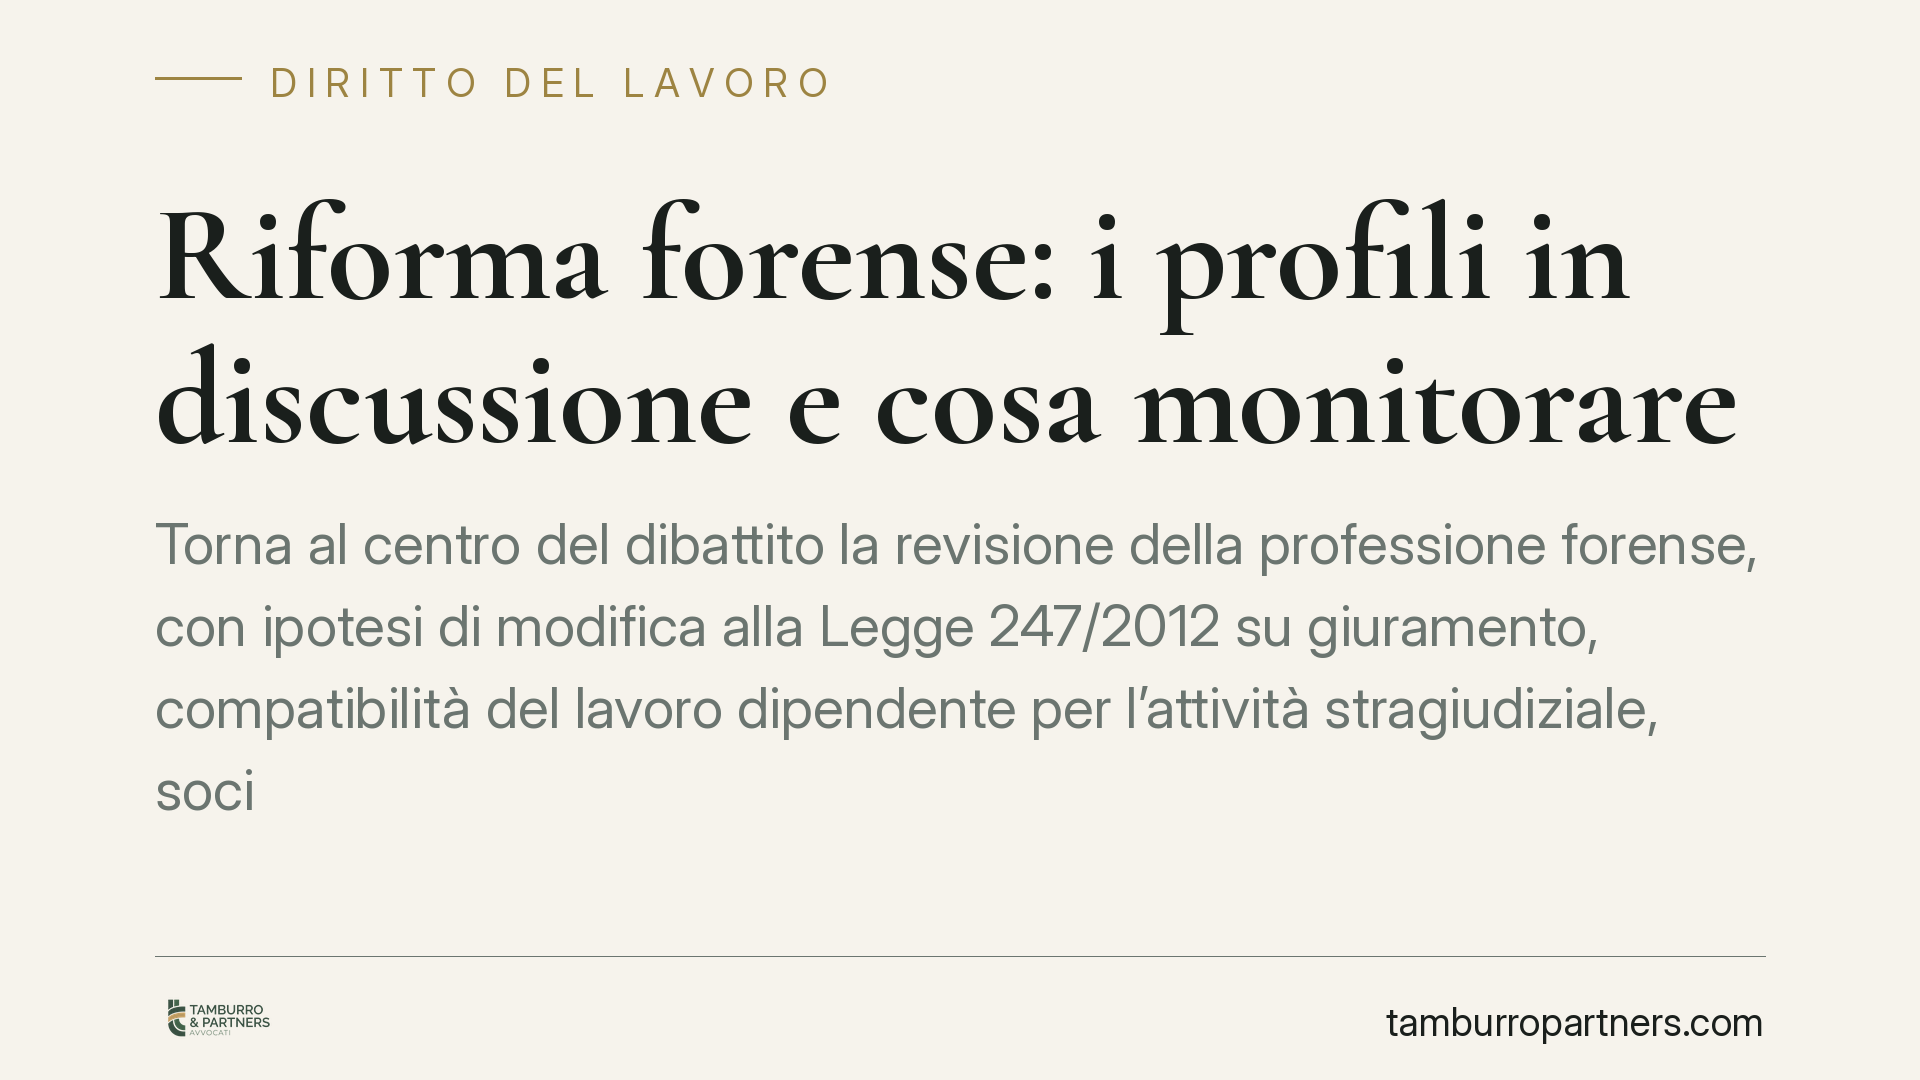 DIRITTO DEL LAVORO
Riforma forense: i profili in
discussione e cosa monitorare
Torna al centro del dibattito la revisione della professione forense,
con ipotesi di modifica alla Legge 247/2012 su giuramento,
compatibilità del lavoro dipendente per l’attività stragiudiziale,
soci
TAMBURRO
& PARTNERS
AVVOCATI
tamburropartners.com